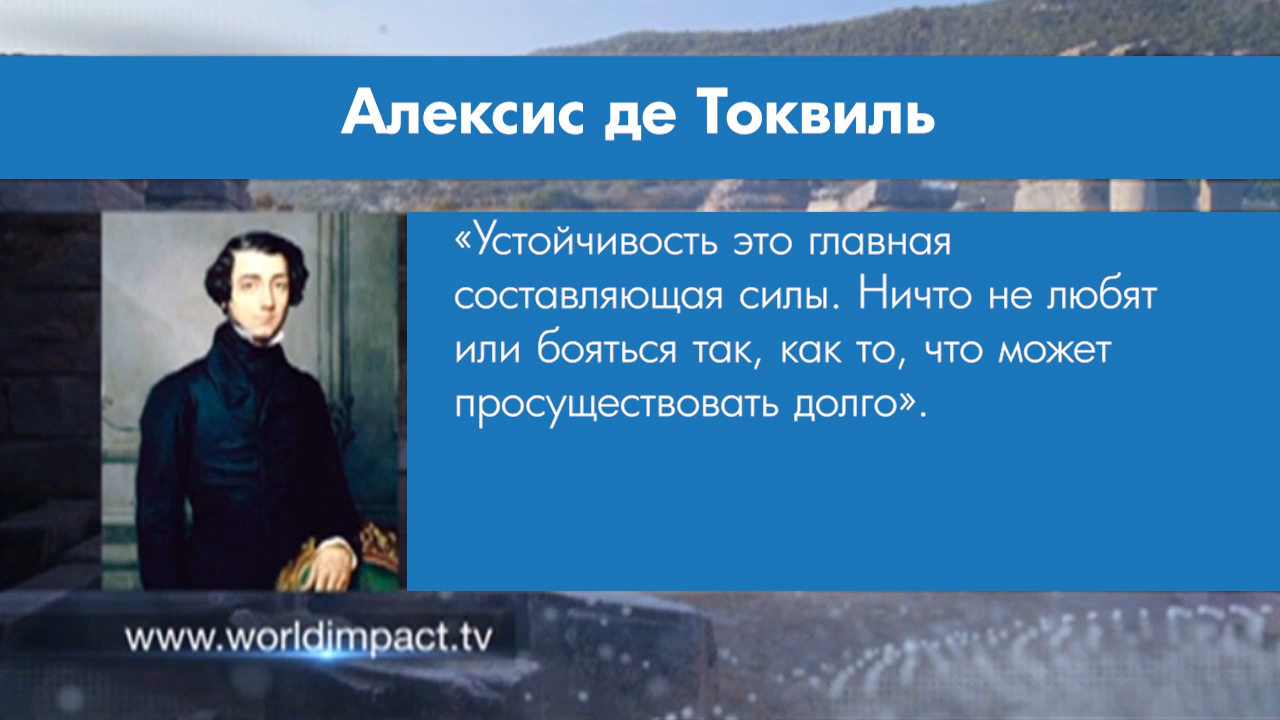 Алексис де Токвиль
«Устойчивость это главная
составляющая силы. Ничто не любят
или бояться так, как то, что может
просуществовать долго».
www.worldimpact.tv